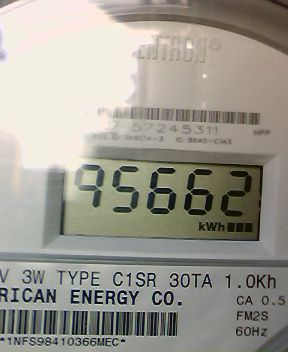 ITRON®
57245311
95662
kWh
V 3W TYPE C1SR 30TA 1.0Kh
RICAN ENERGY CO.
CA 0.5
FM2S
60Hz
*1NFS98410366MEC*